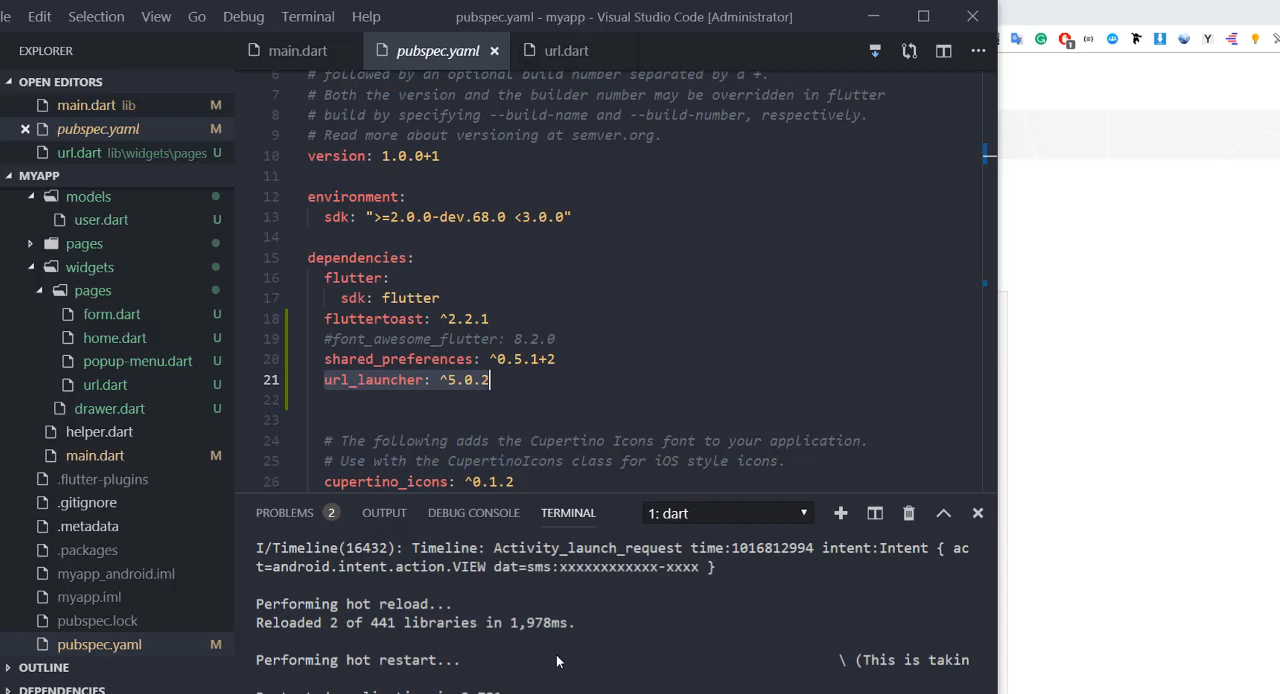 le Edit Selection View Go Debug Terminal Help pubspec.yaml - myapp - Visual Studio Code [Administrator]
EXPLORER
main.dart pubspec.yaml url.dart
OPEN EDITORS
main.dart lib M
pubspec.yaml M
url.dart lib\widgets\pages U
MYAPP
models
user.dart U
pages
widgets
pages
form.dart U
home.dart U
popup-menu.dart U
url.dart U
drawer.dart U
helper.dart
main.dart M
.flutter-plugins
.gitignore
.metadata
.packages
myapp_android.iml
myapp.iml
pubspec.lock
pubspec.yaml M
OUTLINE
DEPENDENCIES
6 # followed by an optional build number separated by a +.
7 # Both the version and the builder number may be overridden in flutter
8 # build by specifying --build-name and --build-number, respectively.
9 # Read more about versioning at semver.org.
10 version: 1.0.0+1
11
12 environment:
13 sdk: ">=2.0.0-dev.68.0 <3.0.0"
14
15 dependencies:
16 flutter:
17 sdk: flutter
18 fluttertoast: ^2.2.1
19 #font_awesome_flutter: 8.2.0
20 shared_preferences: ^0.5.1+2
21 url_launcher: ^5.0.2
22
23
24 # The following adds the Cupertino Icons font to your application.
25 # Use with the CupertinoIcons class for iOS style icons.
26 cupertino_icons: ^0.1.2
PROBLEMS 2 OUTPUT DEBUG CONSOLE TERMINAL 1: dart
I/Timeline(16432): Timeline: Activity_launch_request time:1016812994 intent:Intent { ac
t=android.intent.action.VIEW dat=sms:xxxxxxxxxxxx-xxxx }
Performing hot reload...
Reloaded 2 of 441 libraries in 1,978ms.
Performing hot restart... \ (This is takin